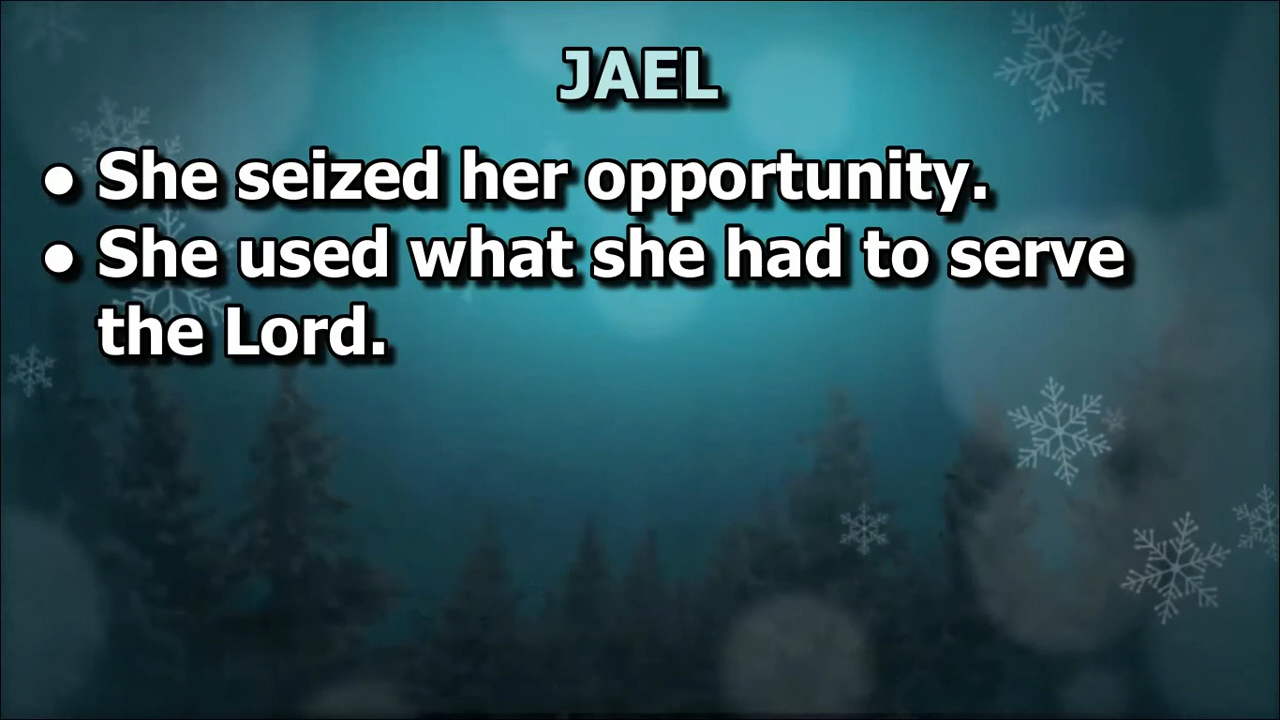 JAEL
● She seized her opportunity.
● She used what she had to serve
the Lord.